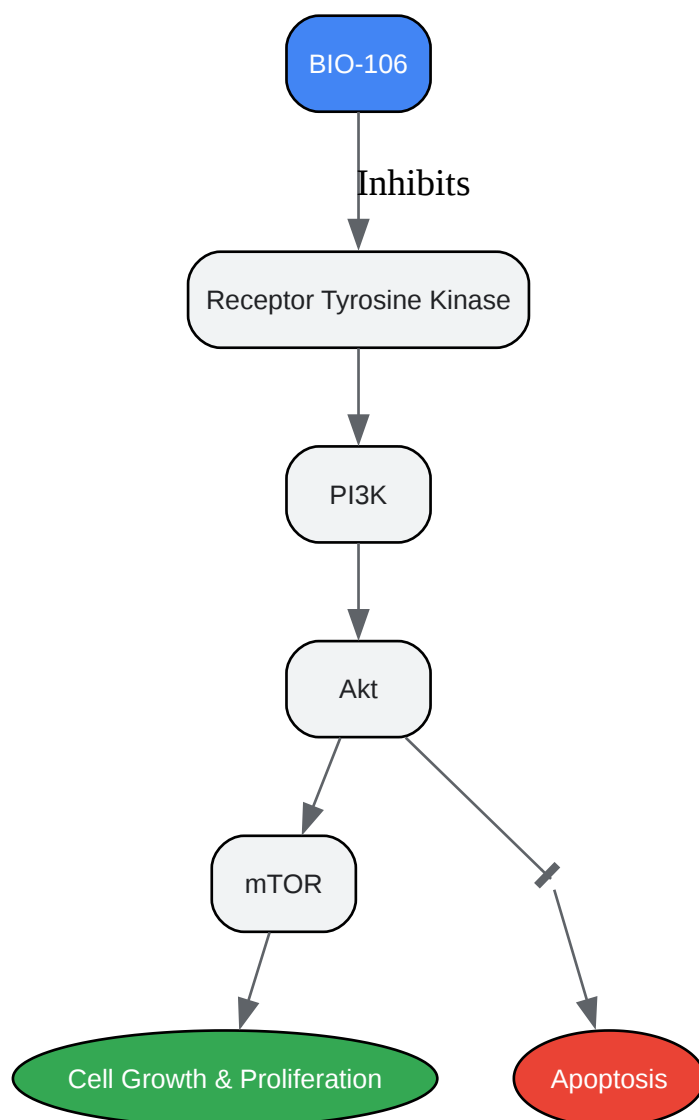 BIO-106
Inhibits
Receptor Tyrosine Kinase
PI3K
Akt
mTOR
Cell Growth & Proliferation
Apoptosis